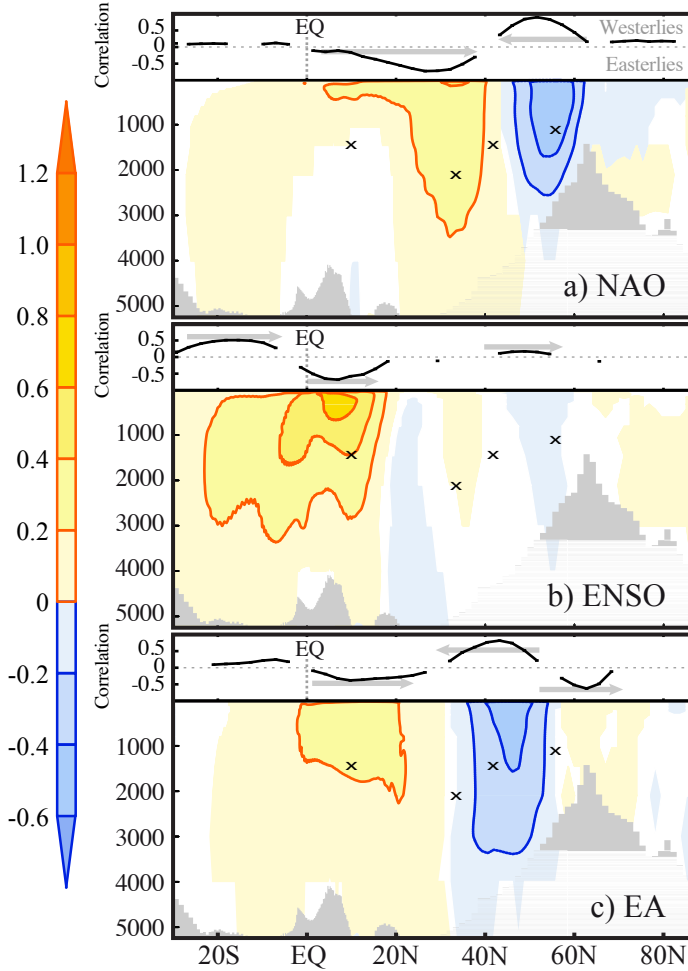 EQ
Westerlies
Easterlies
Correlation
0.5
0
-0.5
1000
2000
3000
4000
5000
a) NAO
1.2
1.0
0.8
0.6
0.4
0.2
0
-0.2
-0.4
-0.6
EQ
Correlation
0.5
0
-0.5
1000
2000
3000
4000
5000
b) ENSO
EQ
Correlation
0.5
0
-0.5
1000
2000
3000
4000
5000
c) EA
20S EQ 20N 40N 60N 80N